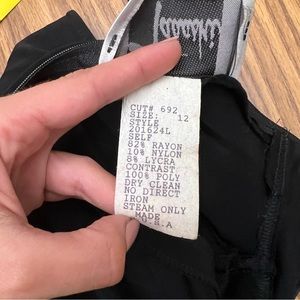 CUT# 692
SIZE: 12
STYLE
201624L
SELF
82% RAYON
10% NYLON
8% LYCRA
CONTRAST
100% POLY
DRY CLEAN
NO DIRECT
IRON
STEAM ONLY
MADE